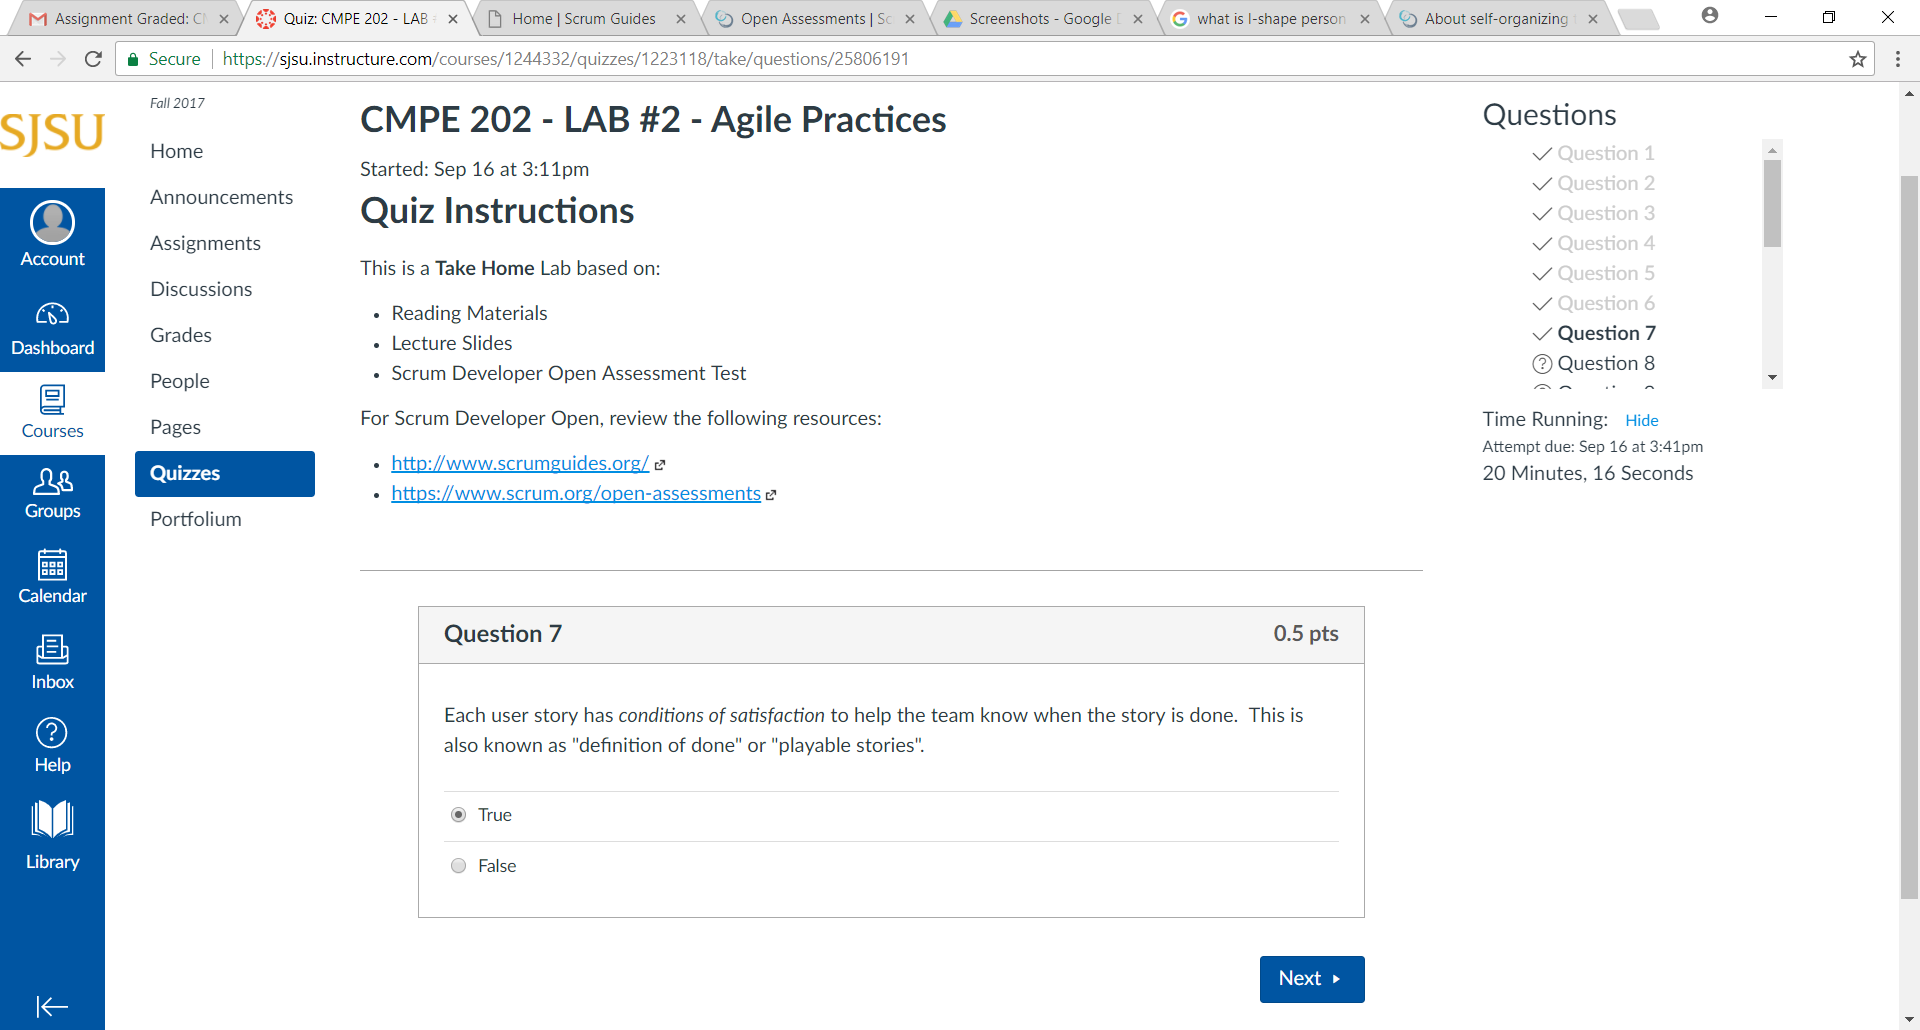 Assignment Graded: CM
Quiz: CMPE 202 - LAB #
Home | Scrum Guides
Open Assessments | Sc
Screenshots - Google D
what is I-shape person
About self-organizing t
Secure
https://sjsu.instructure.com/courses/1244332/quizzes/1223118/take/questions/25806191
SJSU
Account
Dashboard
Courses
Groups
Calendar
Inbox
Help
Library
Fall 2017
Home
Announcements
Assignments
Discussions
Grades
People
Pages
Quizzes
Portfolium
CMPE 202 - LAB #2 - Agile Practices
Started: Sep 16 at 3:11pm
Quiz Instructions
This is a Take Home Lab based on:
Reading Materials
Lecture Slides
Scrum Developer Open Assessment Test
For Scrum Developer Open, review the following resources:
http://www.scrumguides.org/
https://www.scrum.org/open-assessments
Question 7
0.5 pts
Each user story has conditions of satisfaction to help the team know when the story is done. This is
also known as "definition of done" or "playable stories".
True
False
Next
Questions
Question 1
Question 2
Question 3
Question 4
Question 5
Question 6
Question 7
Question 8
Time Running: Hide
Attempt due: Sep 16 at 3:41pm
20 Minutes, 16 Seconds